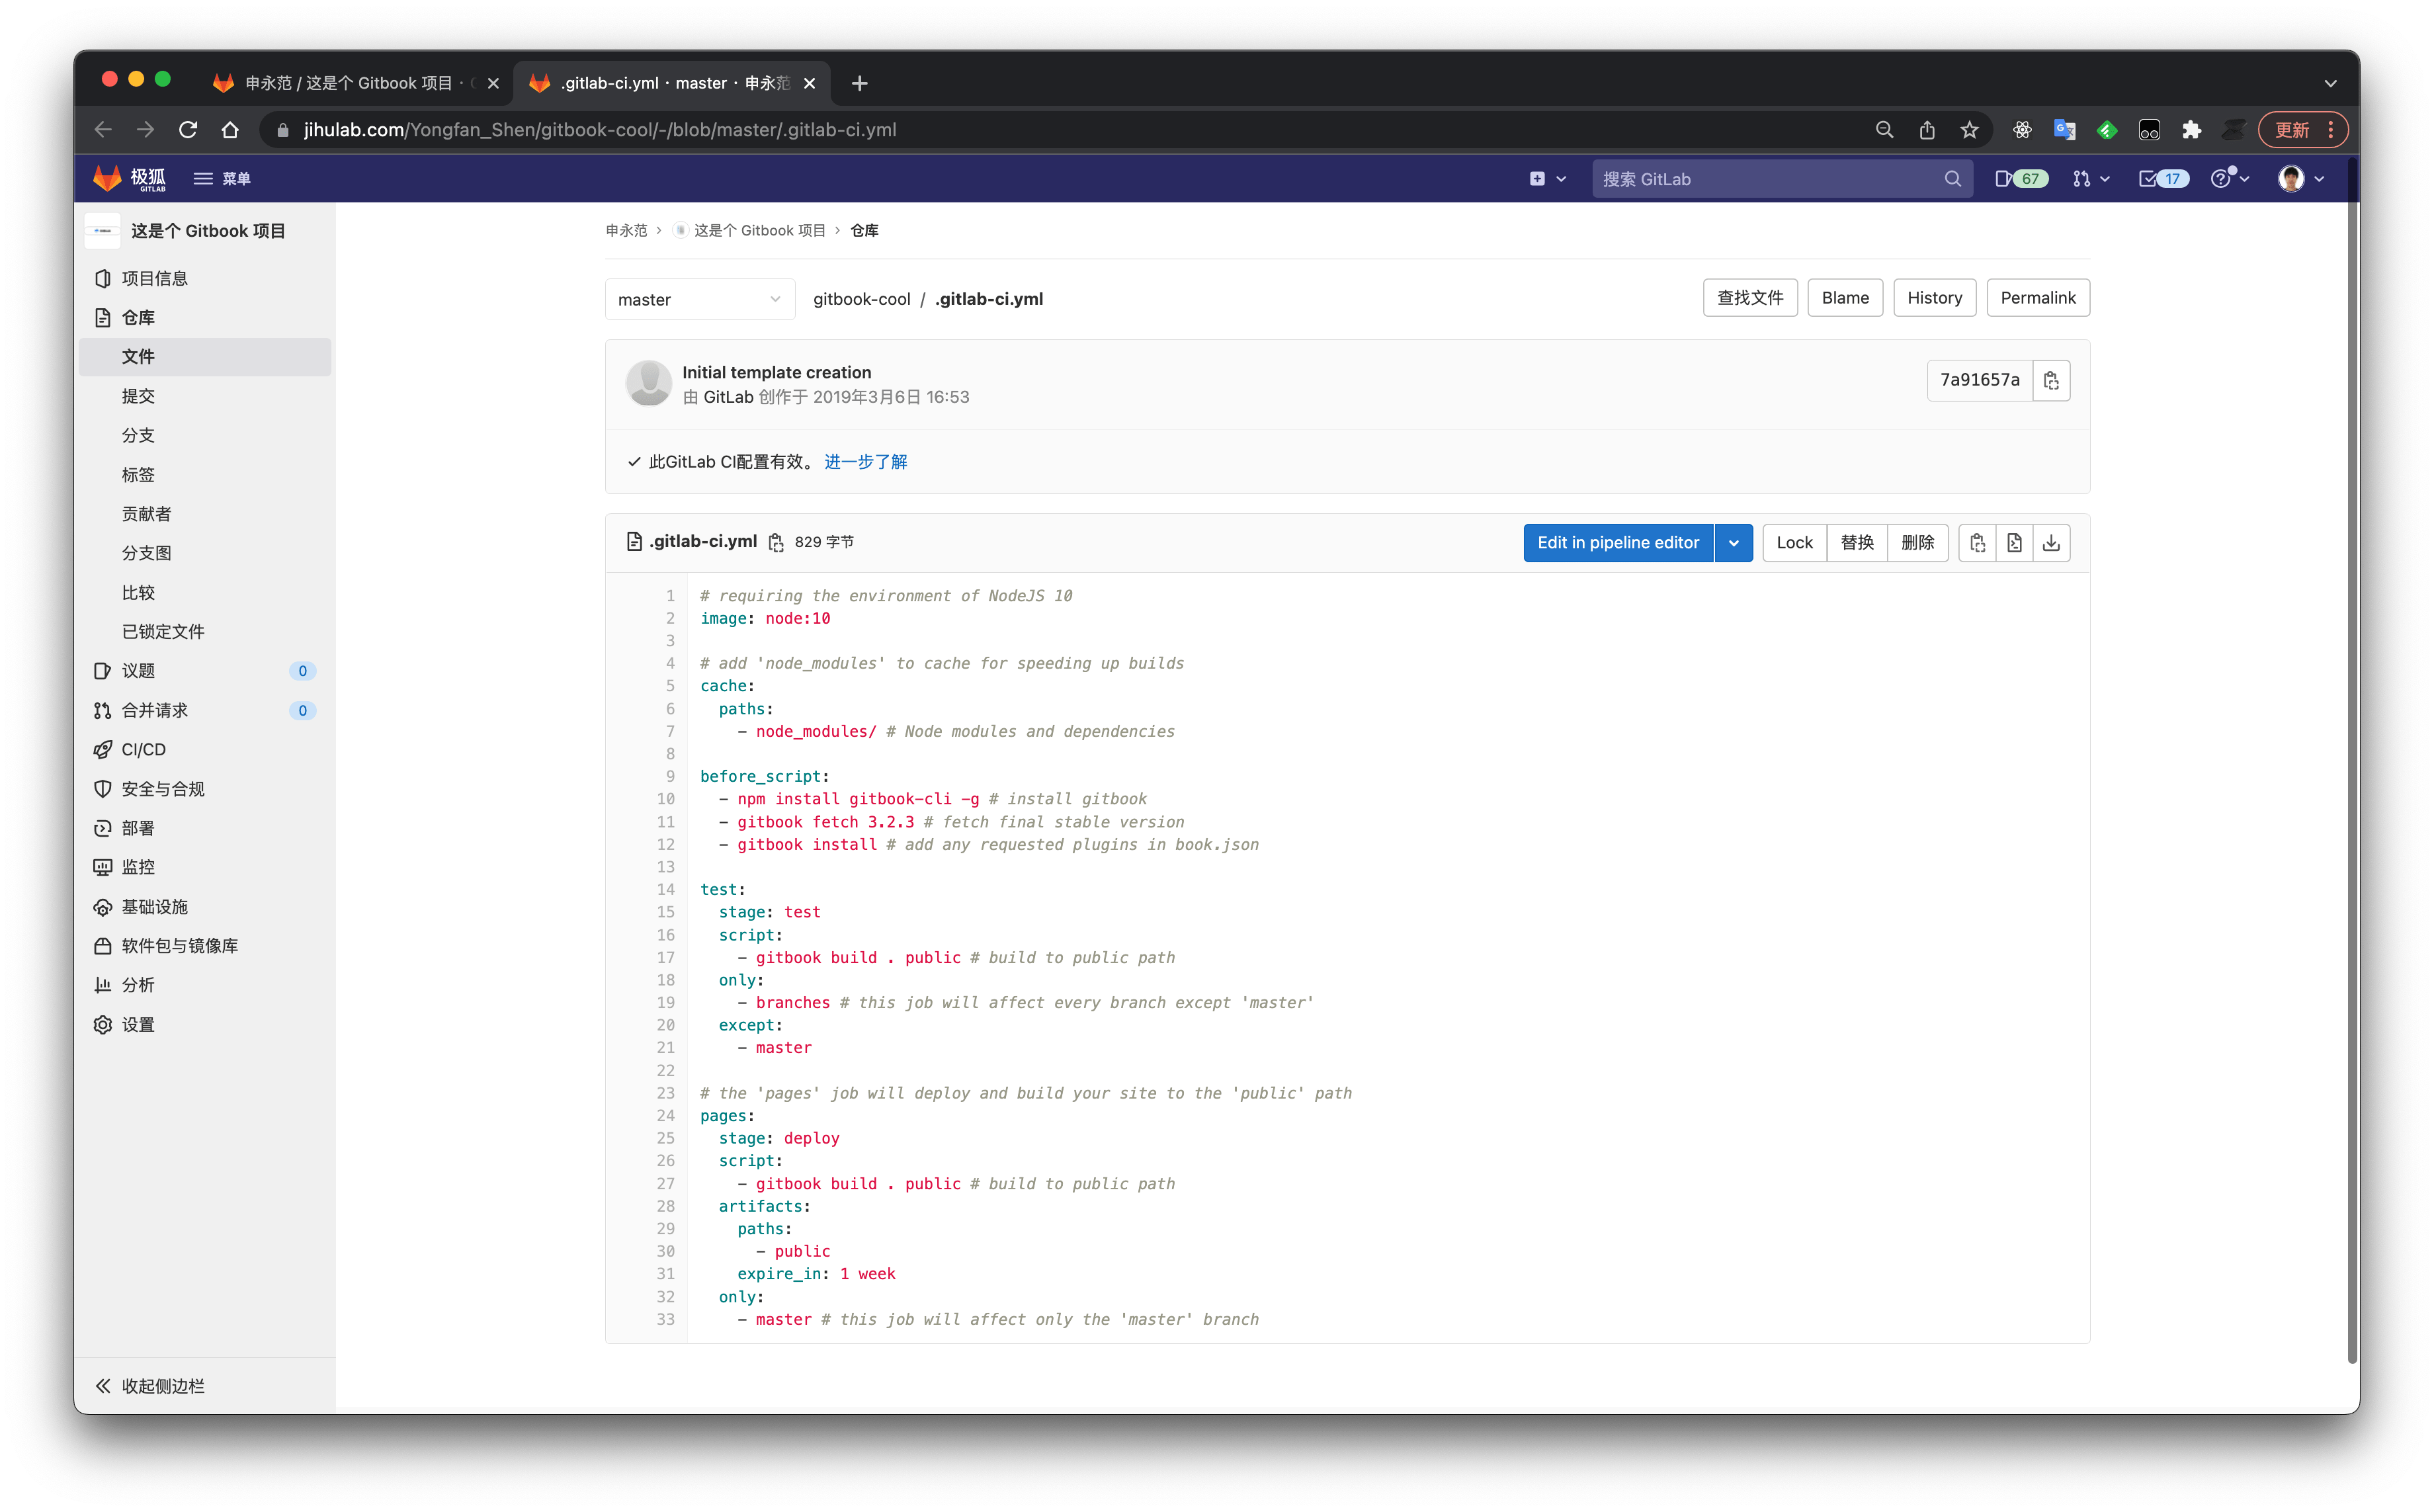 申永范 / 这是个 Gitbook 项目 ·
.gitlab-ci.yml · master · 申永范
jihulab.com/Yongfan_Shen/gitbook-cool/-/blob/master/.gitlab-ci.yml
更新
极狐
GITLAB
菜单
搜索 GitLab
67
17
这是个 Gitbook 项目
项目信息
仓库
文件
提交
分支
标签
贡献者
分支图
比较
已锁定文件
议题 0
合并请求 0
CI/CD
安全与合规
部署
监控
基础设施
软件包与镜像库
分析
设置
收起侧边栏
申永范 › 这是个 Gitbook 项目 › 仓库
master
gitbook-cool / .gitlab-ci.yml
查找文件
Blame
History
Permalink
Initial template creation
由 GitLab 创作于 2019年3月6日 16:53
7a91657a
此GitLab CI配置有效。 进一步了解
.gitlab-ci.yml 829 字节
Edit in pipeline editor
Lock
替换
删除
1 # requiring the environment of NodeJS 10
2 image: node:10
3
4 # add 'node_modules' to cache for speeding up builds
5 cache:
6   paths:
7     - node_modules/ # Node modules and dependencies
8
9 before_script:
10   - npm install gitbook-cli -g # install gitbook
11   - gitbook fetch 3.2.3 # fetch final stable version
12   - gitbook install # add any requested plugins in book.json
13
14 test:
15   stage: test
16   script:
17     - gitbook build . public # build to public path
18   only:
19     - branches # this job will affect every branch except 'master'
20   except:
21     - master
22
23 # the 'pages' job will deploy and build your site to the 'public' path
24 pages:
25   stage: deploy
26   script:
27     - gitbook build . public # build to public path
28   artifacts:
29     paths:
30       - public
31     expire_in: 1 week
32   only:
33     - master # this job will affect only the 'master' branch